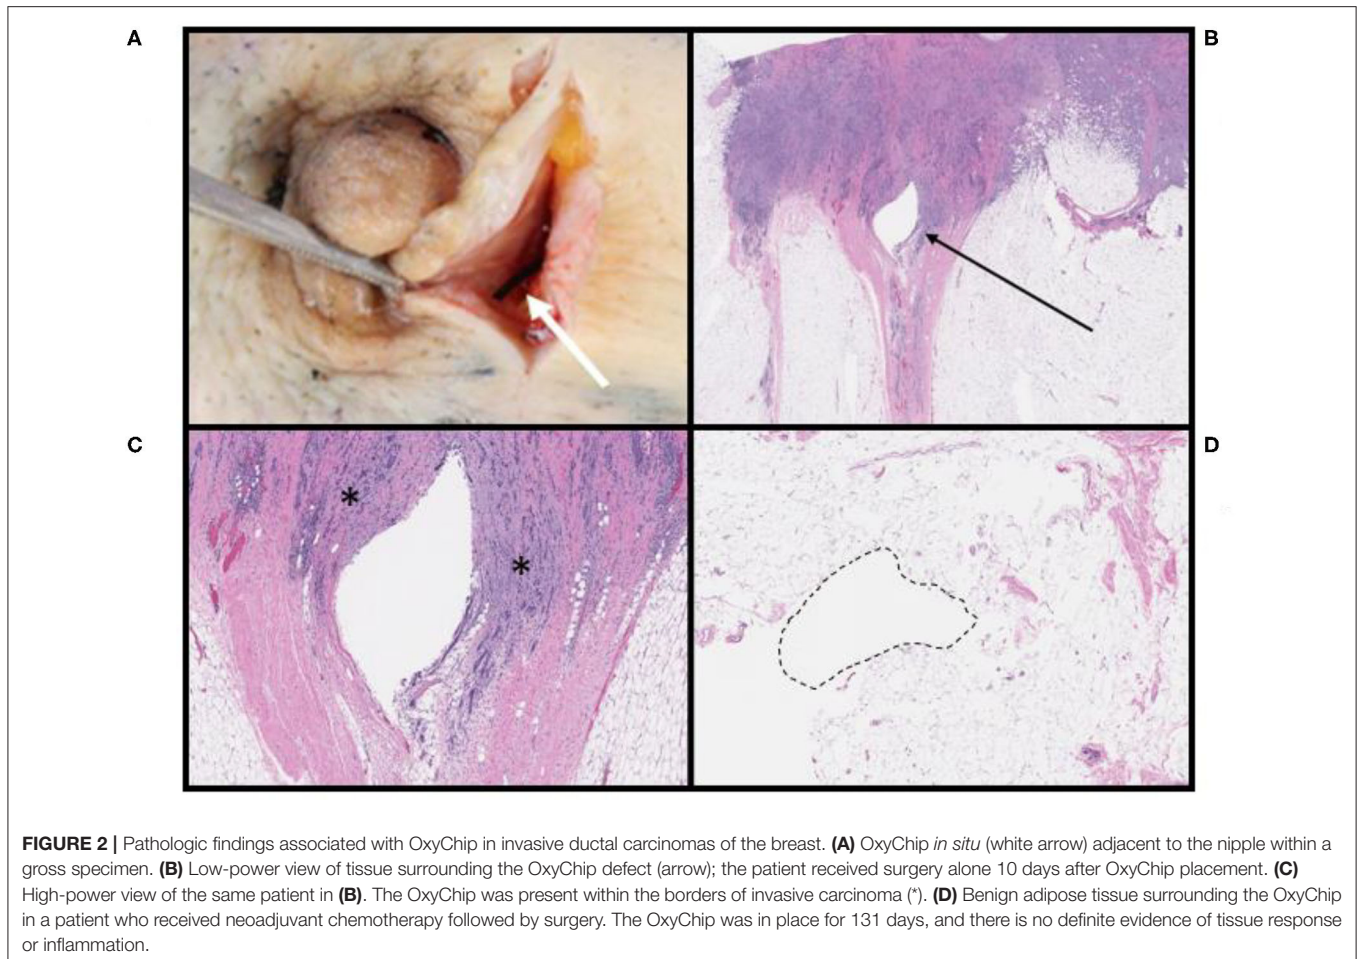 A
B
*
*
C
D
FIGURE 2 | Pathologic findings associated with OxyChip in invasive ductal carcinomas of the breast. (A) OxyChip in situ (white arrow) adjacent to the nipple within a
gross specimen. (B) Low-power view of tissue surrounding the OxyChip defect (arrow); the patient received surgery alone 10 days after OxyChip placement. (C)
High-power view of the same patient in (B). The OxyChip was present within the borders of invasive carcinoma (*). (D) Benign adipose tissue surrounding the OxyChip
in a patient who received neoadjuvant chemotherapy followed by surgery. The OxyChip was in place for 131 days, and there is no definite evidence of tissue response
or inflammation.